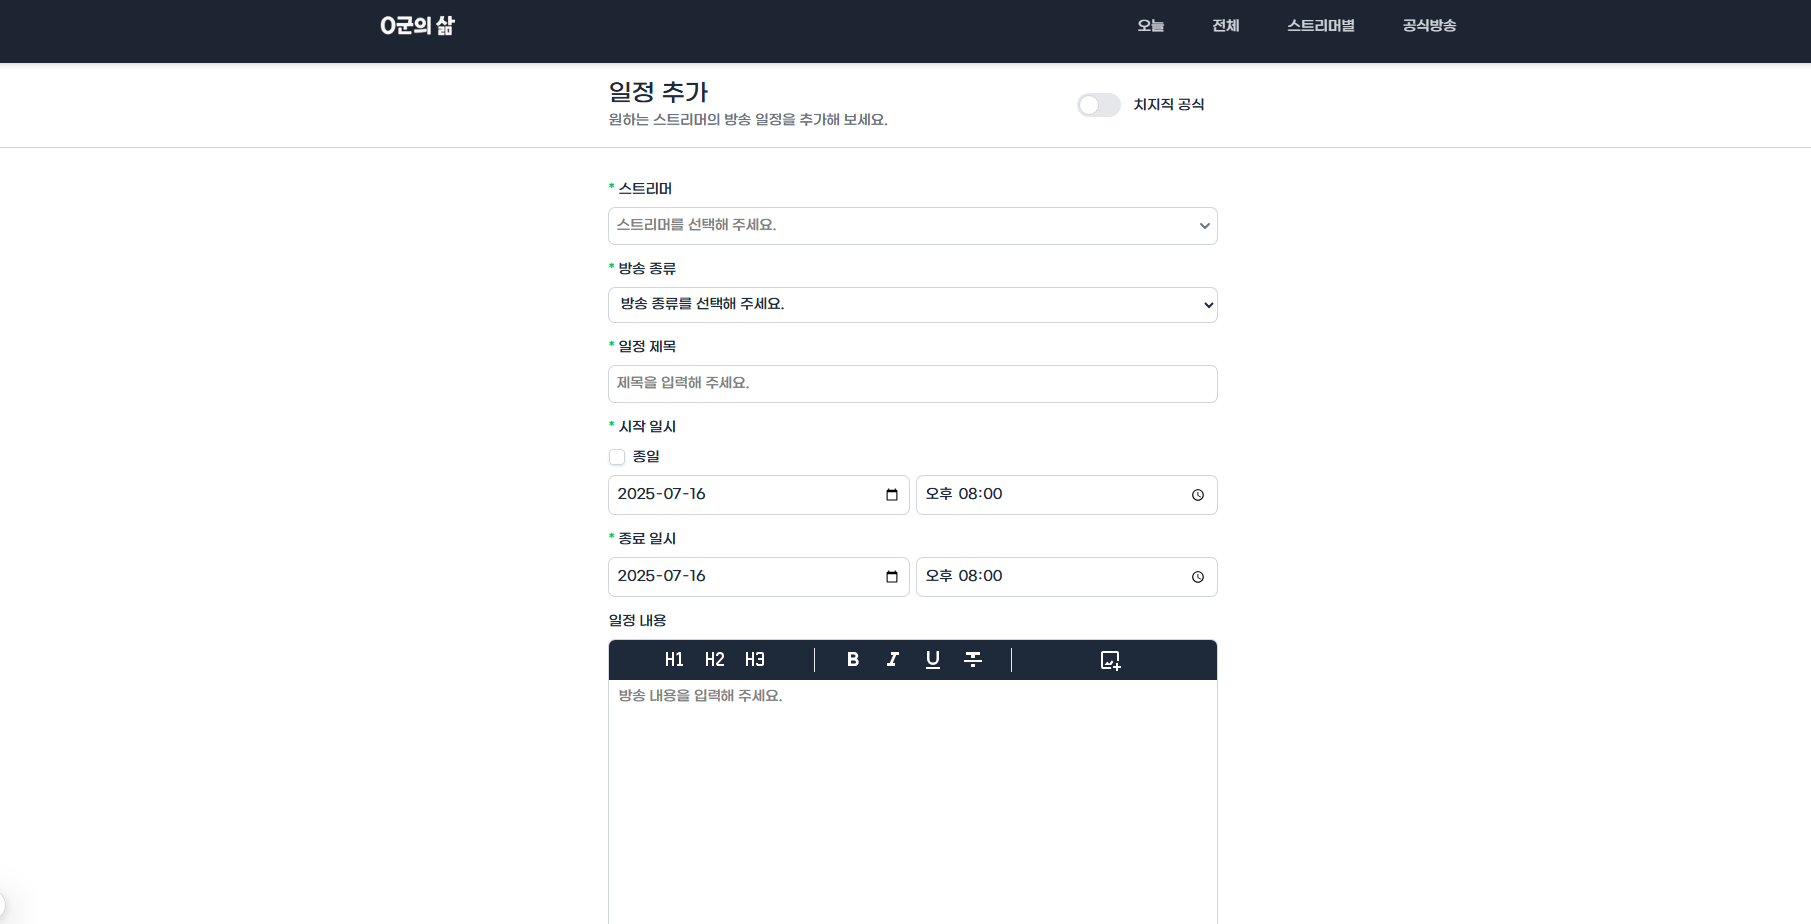 O군의 삶
오늘 전체 스트리머별 공식방송
일정 추가
원하는 스트리머의 방송 일정을 추가해 보세요.
치지직 공식
* 스트리머
스트리머를 선택해 주세요.
* 방송 종류
방송 종류를 선택해 주세요.
* 일정 제목
제목을 입력해 주세요.
* 시작 일시
종일
2025-07-16 오후 08:00
* 종료 일시
2025-07-16 오후 08:00
일정 내용
H1 H2 H3 B I U T
방송 내용을 입력해 주세요.